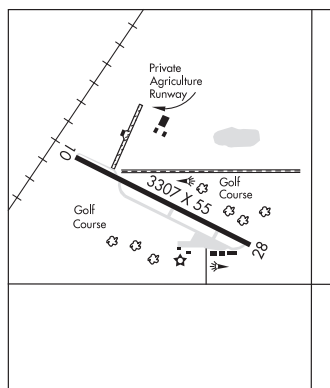 Private
Agriculture
Runway
10
3307 X 55
Golf
Course
Golf
Course
28